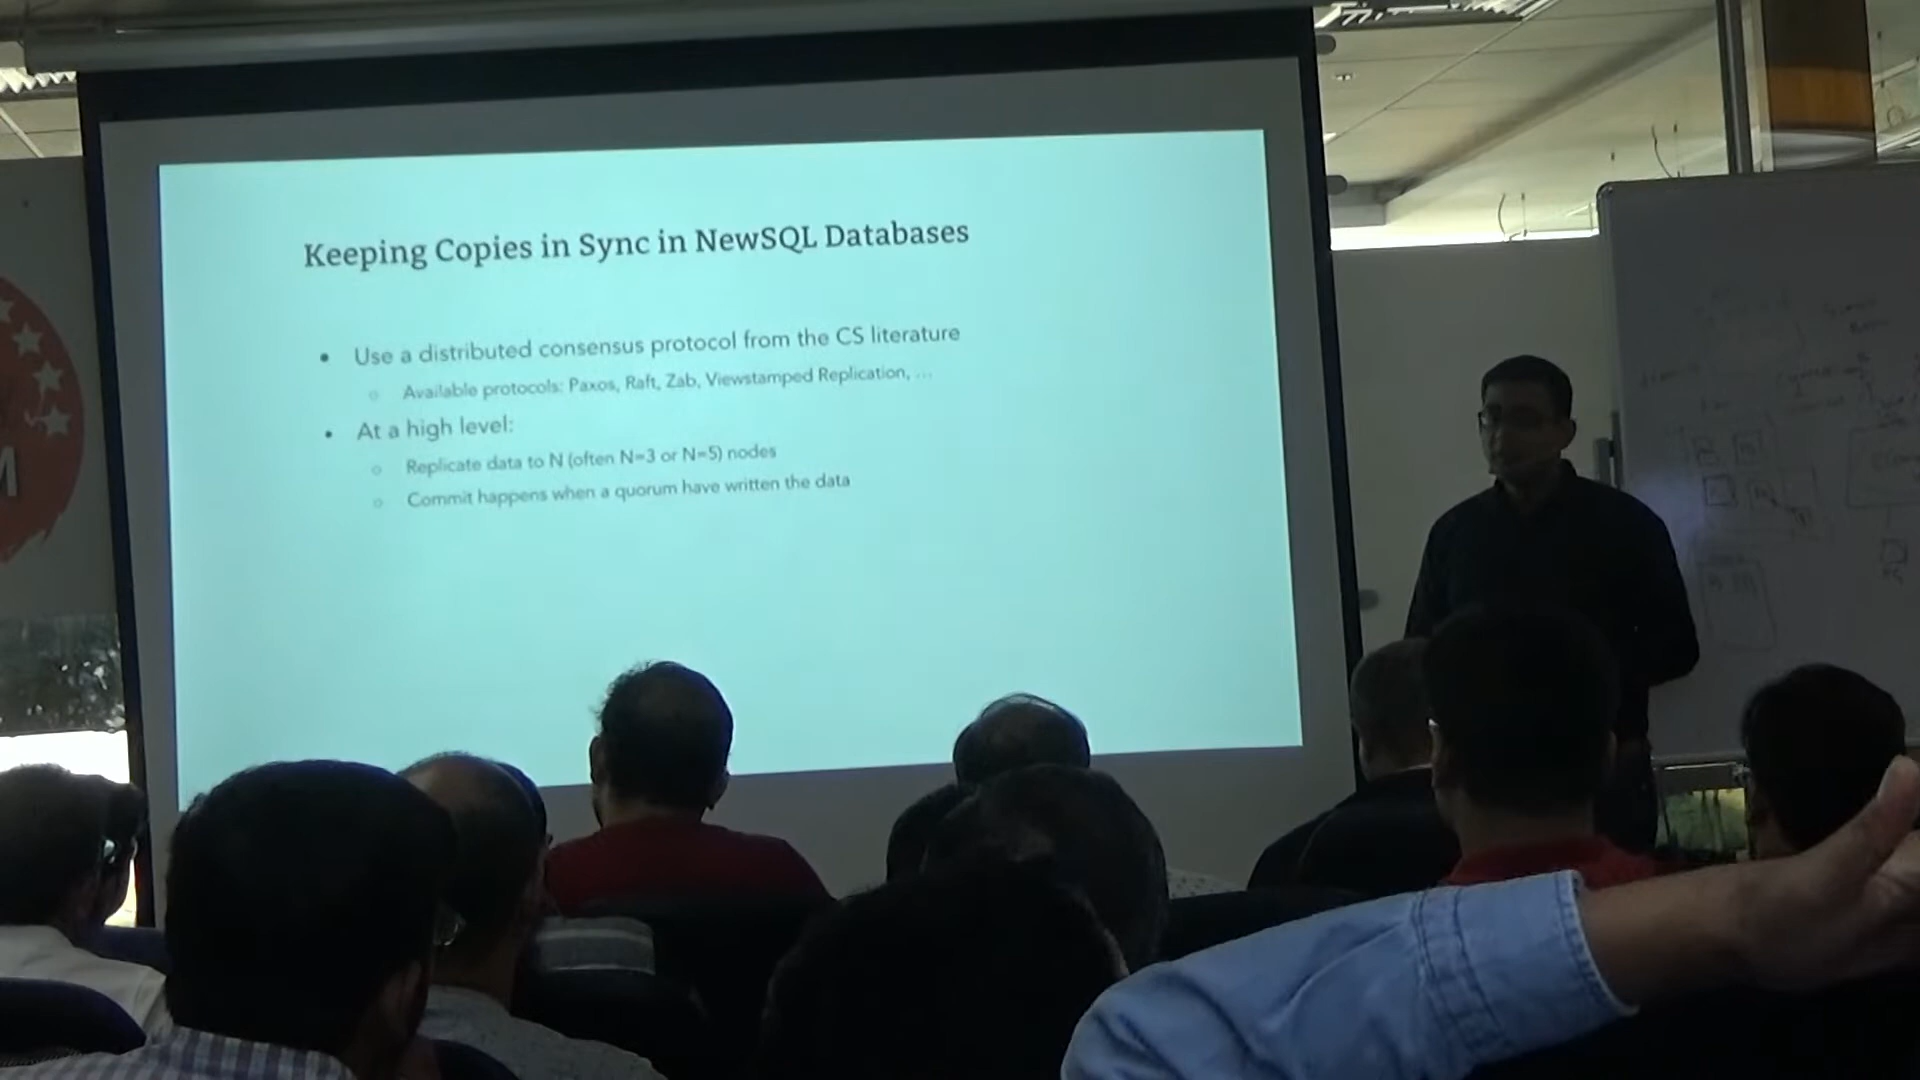 Keeping Copies in Sync in NewSQL Databases
• Use a distributed consensus protocol from the CS literature
○ Available protocols: Paxos, Raft, Zab, Viewstamped Replication, ...
• At a high level:
○ Replicate data to N (often N=3 or N=5) nodes
○ Commit happens when a quorum have written the data
M